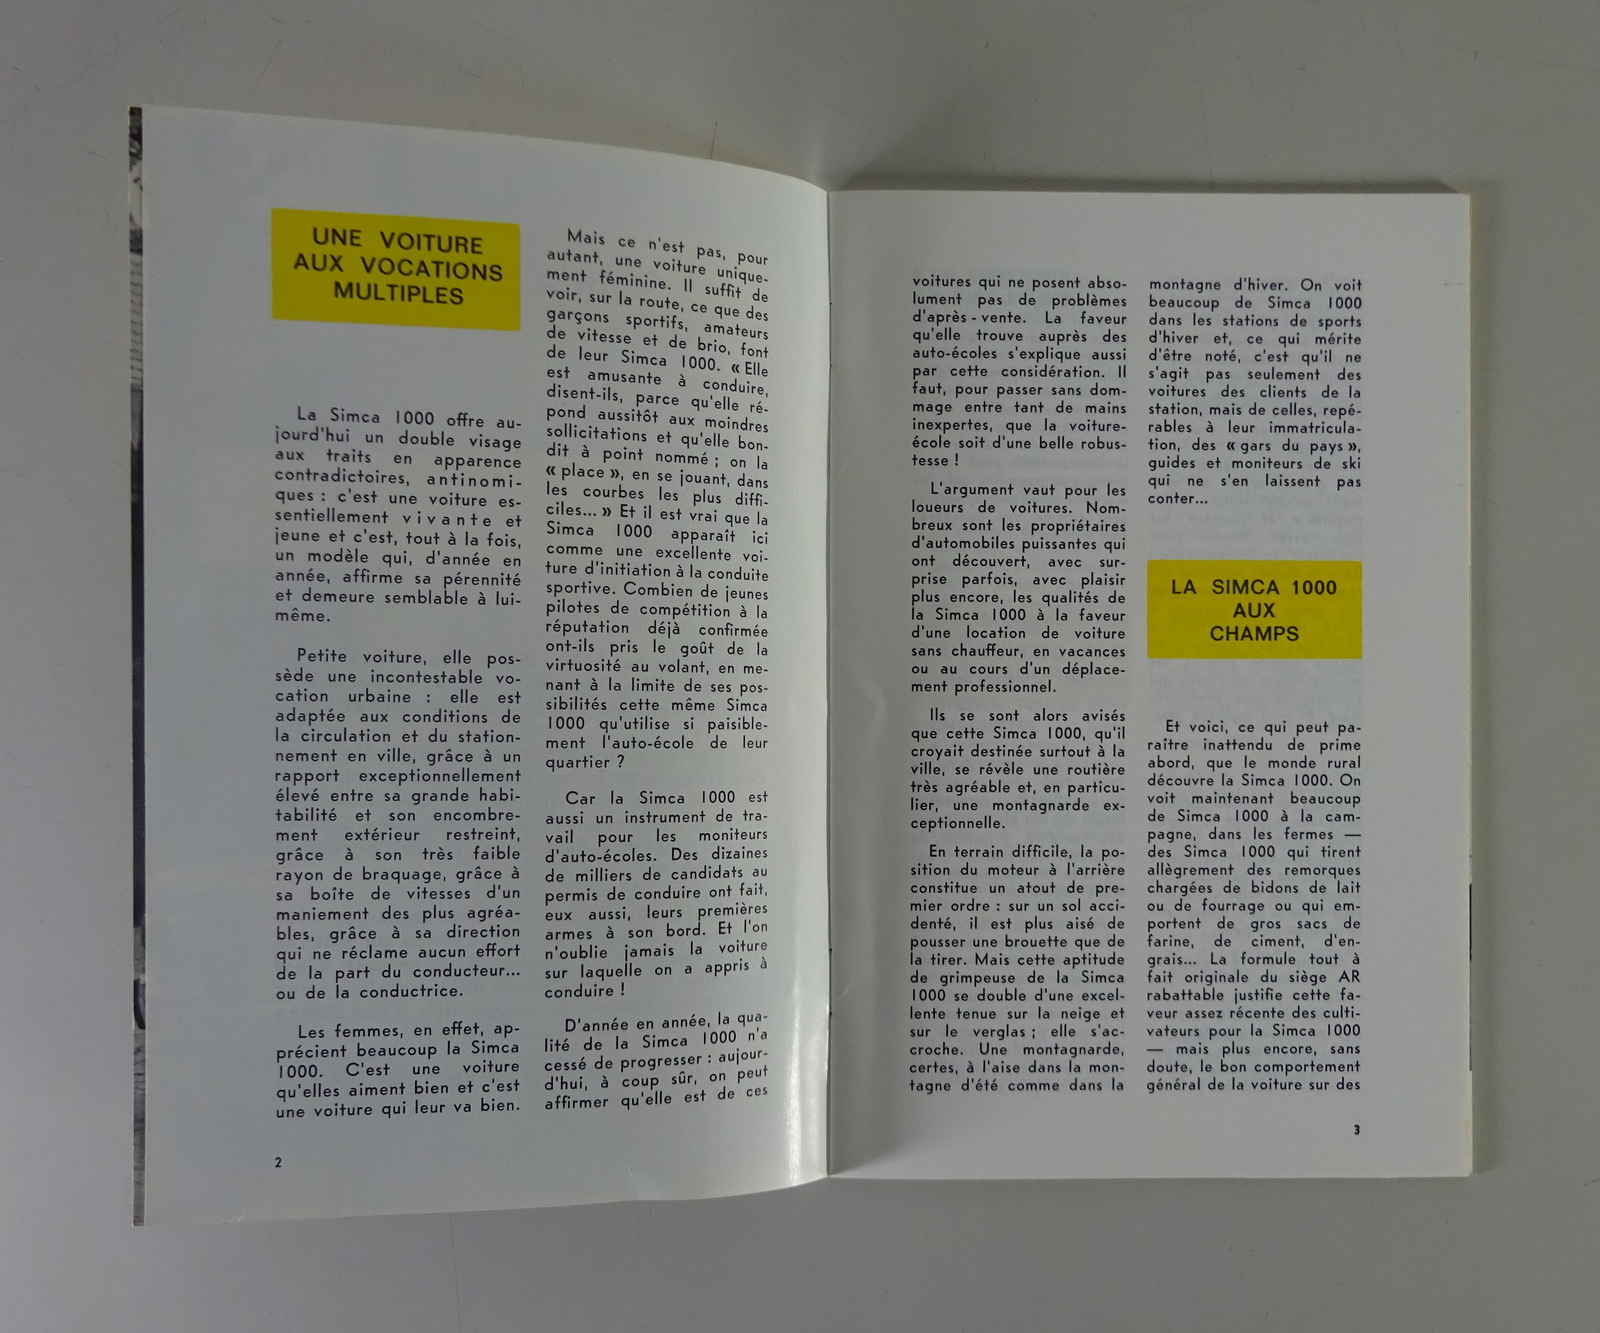 UNE VOITURE
AUX VOCATIONS
MULTIPLES
La Simca 1000 offre au-
jourd'hui un double visage
aux traits en apparence
contradictoires, antinomi-
ques : c'est une voiture es-
sentiellement vivante et
jeune et c'est, tout à la fois,
un modèle qui, d'année en
année, affirme sa pérennité
et demeure semblable à lui-
même.
Petite voiture, elle pos-
sède une incontestable vo-
cation urbaine : elle est
adaptée aux conditions de
la circulation et du station-
nement en ville, grâce à un
rapport exceptionnellement
élevé entre sa grande habi-
tabilité et son encombre-
ment extérieur restreint,
grâce à son très faible
rayon de braquage, grâce à
sa boîte de vitesses d'un
maniement des plus agréa-
bles, grâce à sa direction
qui ne réclame aucun effort
de la part du conducteur...
ou de la conductrice.
Les femmes, en effet, ap-
précient beaucoup la Simca
1000. C'est une voiture
qu'elles aiment bien et c'est
une voiture qui leur va bien.
2
Mais ce n'est pas, pour
autant, une voiture unique-
ment féminine. Il suffit de
voir, sur la route, ce que des
garçons sportifs, amateurs
de vitesse et de brio, font
de leur Simca 1000. « Elle
est amusante à conduire,
disent-ils, parce qu'elle ré-
pond aussitôt aux moindres
sollicitations et qu'elle bon-
dit à point nommé ; on la
« place », en se jouant, dans
les courbes les plus diffi-
ciles... » Et il est vrai que la
Simca 1000 apparaît ici
comme une excellente voi-
ture d'initiation à la conduite
sportive. Combien de jeunes
pilotes de compétition à la
réputation déjà confirmée
ont-ils pris le goût de la
virtuosité au volant, en me-
nant à la limite de ses pos-
sibilités cette même Simca
1000 qu'utilise si paisible-
ment l'auto-école de leur
quartier ?
Car la Simca 1000 est
aussi un instrument de tra-
vail pour les moniteurs
d'auto-écoles. Des dizaines
de milliers de candidats au
permis de conduire ont fait,
eux aussi, leurs premières
armes à son bord. Et l'on
n'oublie jamais la voiture
sur laquelle on a appris à
conduire !
D'année en année, la qua-
lité de la Simca 1000 n'a
cessé de progresser : aujour-
d'hui, à coup sûr, on peut
affirmer qu'elle est de ces
voitures qui ne posent abso-
lument pas de problèmes
d'après-vente. La faveur
qu'elle trouve auprès des
auto-écoles s'explique aussi
par cette considération. Il
faut, pour passer sans dom-
mage entre tant de mains
inexpertes, que la voiture-
école soit d'une belle robus-
tesse !
L'argument vaut pour les
loueurs de voitures. Nom-
breux sont les propriétaires
d'automobiles puissantes qui
ont découvert, avec sur-
prise parfois, avec plaisir
plus encore, les qualités de
la Simca 1000 à la faveur
d'une location de voiture
sans chauffeur, en vacances
ou au cours d'un déplace-
ment professionnel.
Ils se sont alors avisés
que cette Simca 1000, qu'il
croyait destinée surtout à la
ville, se révèle une routière
très agréable et, en particu-
lier, une montagnarde ex-
ceptionnelle.
En terrain difficile, la po-
sition du moteur à l'arrière
constitue un atout de pre-
mier ordre : sur un sol acci-
denté, il est plus aisé de
pousser une brouette que de
la tirer. Mais cette aptitude
de grimpeuse de la Simca
1000 se double d'une excel-
lente tenue sur la neige et
sur le verglas ; elle s'ac-
croche. Une montagnarde,
certes, à l'aise dans la mon-
tagne d'été comme dans la
montagne d'hiver. On voit
beaucoup de Simca 1000
dans les stations de sports
d'hiver et, ce qui mérite
d'être noté, c'est qu'il ne
s'agit pas seulement des
voitures des clients de la
station, mais de celles, repé-
rables à leur immatricula-
tion, des « gars du pays »,
guides et moniteurs de ski
qui ne s'en laissent pas
conter...
LA SIMCA 1000
AUX
CHAMPS
Et voici, ce qui peut pa-
raître inattendu de prime
abord, que le monde rural
découvre la Simca 1000. On
voit maintenant beaucoup
de Simca 1000 à la cam-
pagne, dans les fermes —
des Simca 1000 qui tirent
allègrement des remorques
chargées de bidons de lait
ou de fourrage ou qui em-
portent de gros sacs de
farine, de ciment, d'en-
grais... La formule tout à
fait originale du siège AR
rabattable justifie cette fa-
veur assez récente des culti-
vateurs pour la Simca 1000
— mais plus encore, sans
doute, le bon comportement
général de la voiture sur des
3